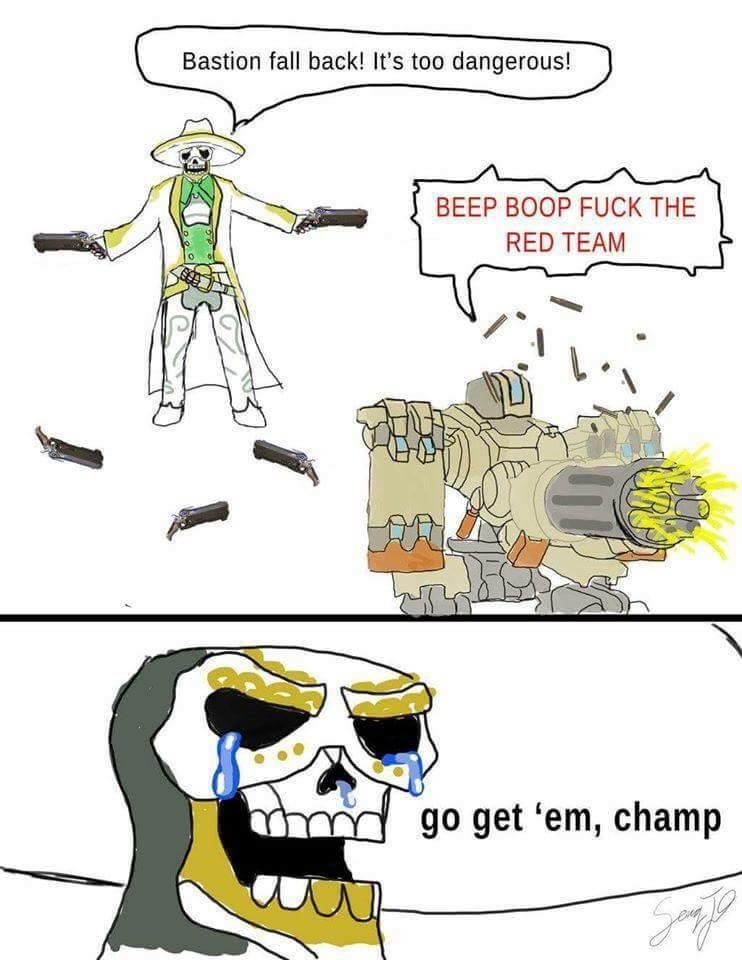 Bastion fall back! It's too dangerous!
BEEP BOOP FUCK THE
RED TEAM
go get ‘em, champ